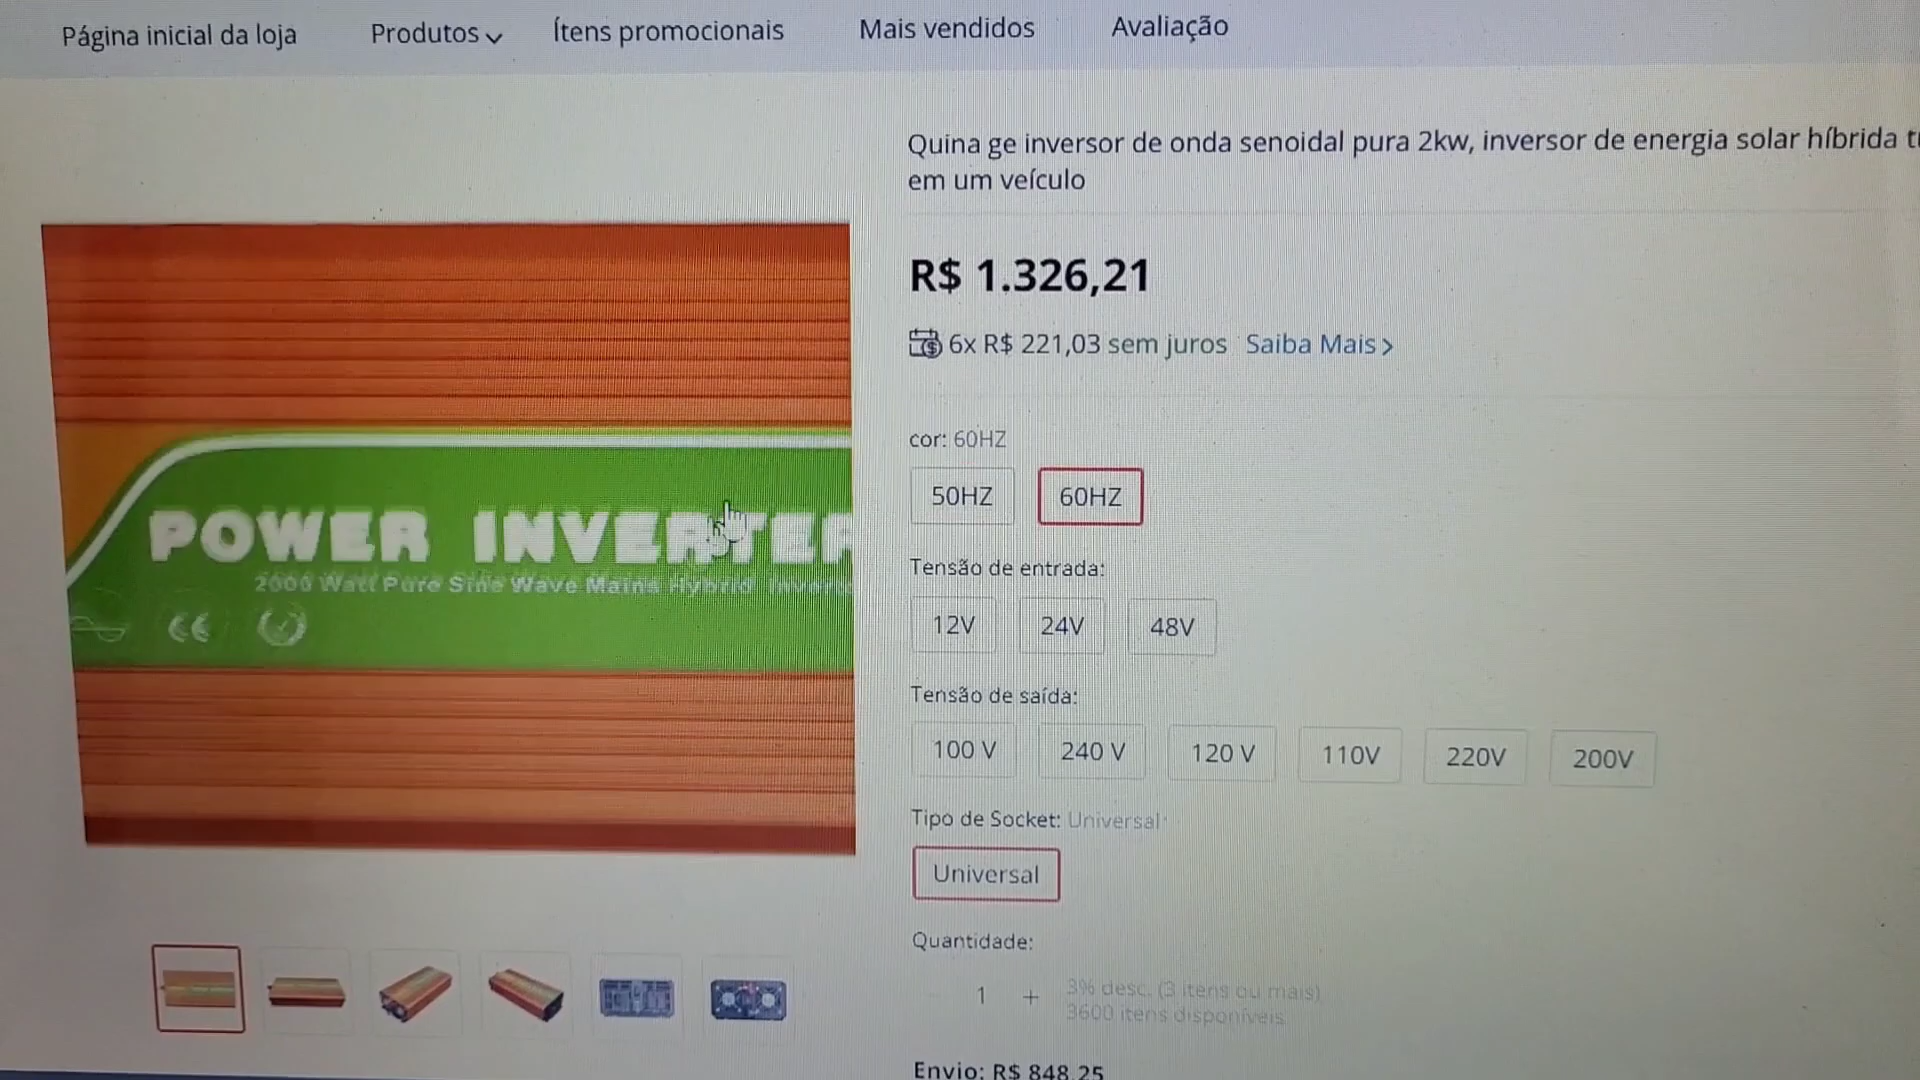 Página inicial da loja
Produtos
Ítens promocionais
Mais vendidos
Avaliação
Quina ge inversor de onda senoidal pura 2kw, inversor de energia solar híbrida
em um veículo
R$ 1.326,21
6x R$ 221,03 sem juros Saiba Mais >
cor: 60HZ
50HZ
60HZ
Tensão de entrada:
12V
24V
48V
Tensão de saída:
100 V
240 V
120 V
110V
220V
200V
Tipo de Socket: Universal
Universal
Quantidade:
1 +
3% desc. (3 itens ou mais)
3600 itens disponíveis
Envio: R$ 848,25
POWER INVERTER
2000 Watt Pure Sine Wave Mains Hybrid
CE